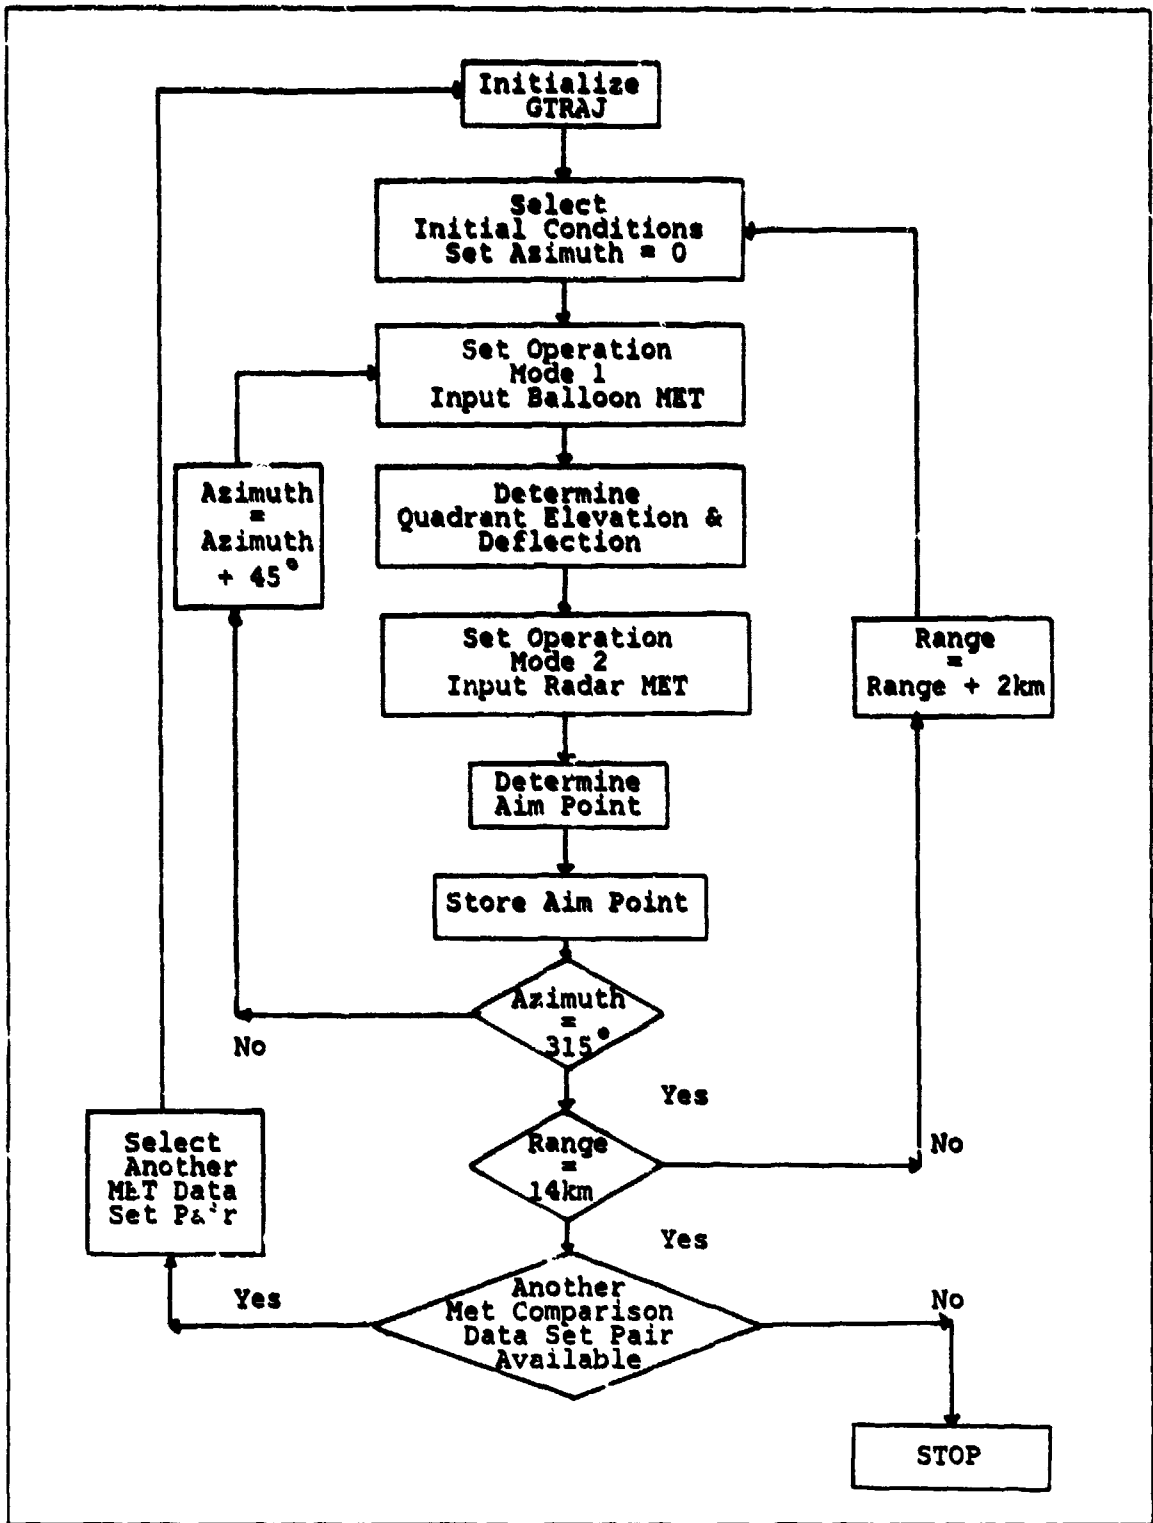 Initialize
GTRAJ
Select
Initial Conditions
Set Azimuth = 0
Set Operation
Mode 1
Input Balloon MET
Azimuth
=
Azimuth
+ 45°
Determine
Quadrant Elevation &
Deflection
Set Operation
Mode 2
Input Radar MET
Range
=
Range + 2km
Determine
Aim Point
Store Aim Point
Azimuth
=
315°
No
Yes
Range
=
14km
No
Select
Another
MET Data
Set Pair
Yes
Another
Met Comparison
Data Set Pair
Available
Yes
No
STOP